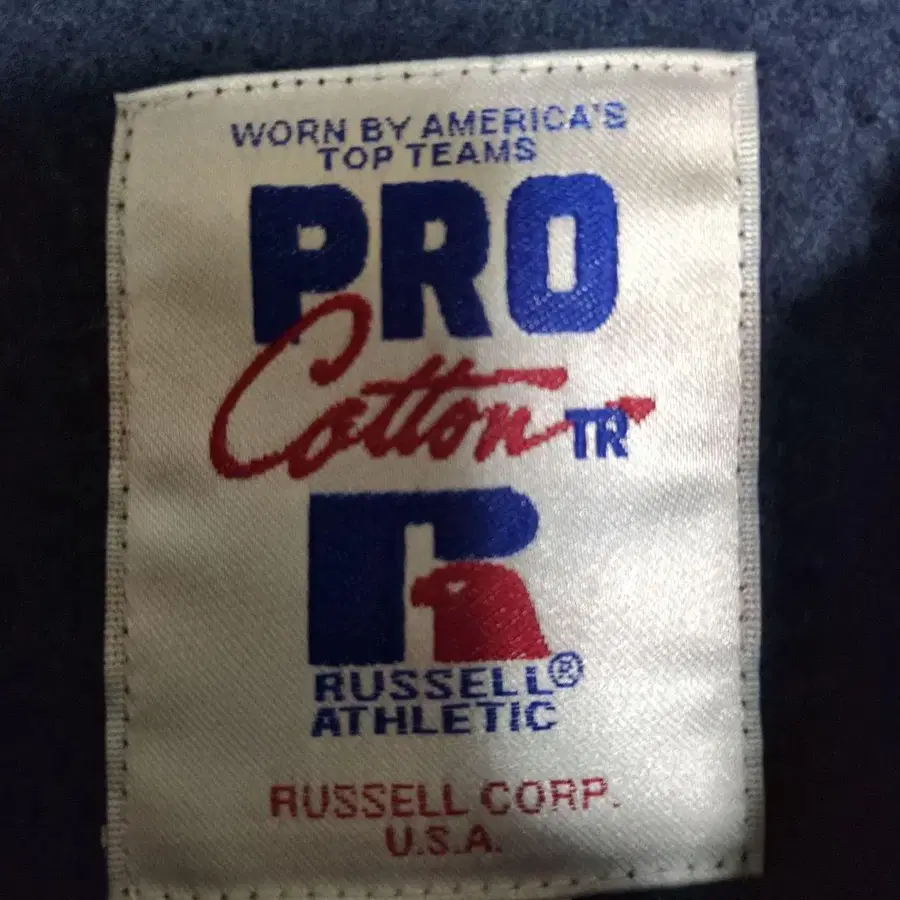 WORN BY AMERICA'S
TOP TEAMS
PRO
Cotton TR
R
RUSSELL®
ATHLETIC
RUSSELL CORP.
U.S.A.